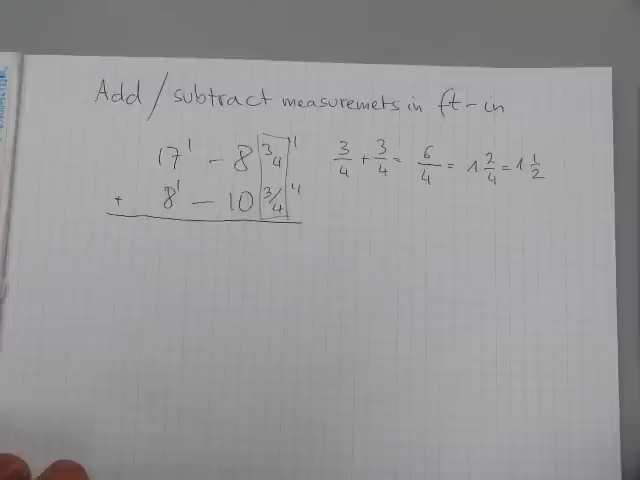 Add / subtract measuremets in ft-in
17' - 8 3/4"
+ 8' - 10 3/4"
3/4 + 3/4 = 6/4 = 1 2/4 = 1 1/2